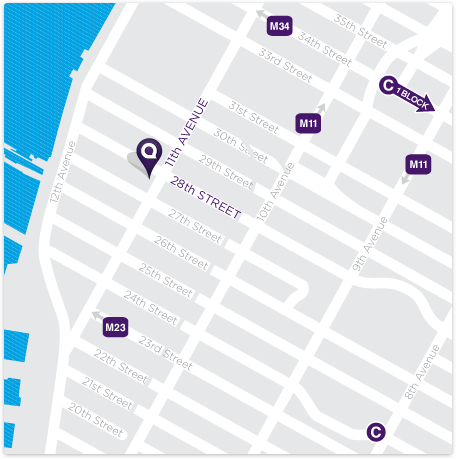 35th Street
M34
34th Street
33rd Street
C 1 BLOCK
31st Street
M11
11th AVENUE
30th Street
M11
12th Avenue
29th Street
28th STREET
10th Avenue
27th Street
9th Avenue
26th Street
25th Street
24th Street
M23
23rd Street
22th Street
8th Avenue
21st Street
20th Street
C